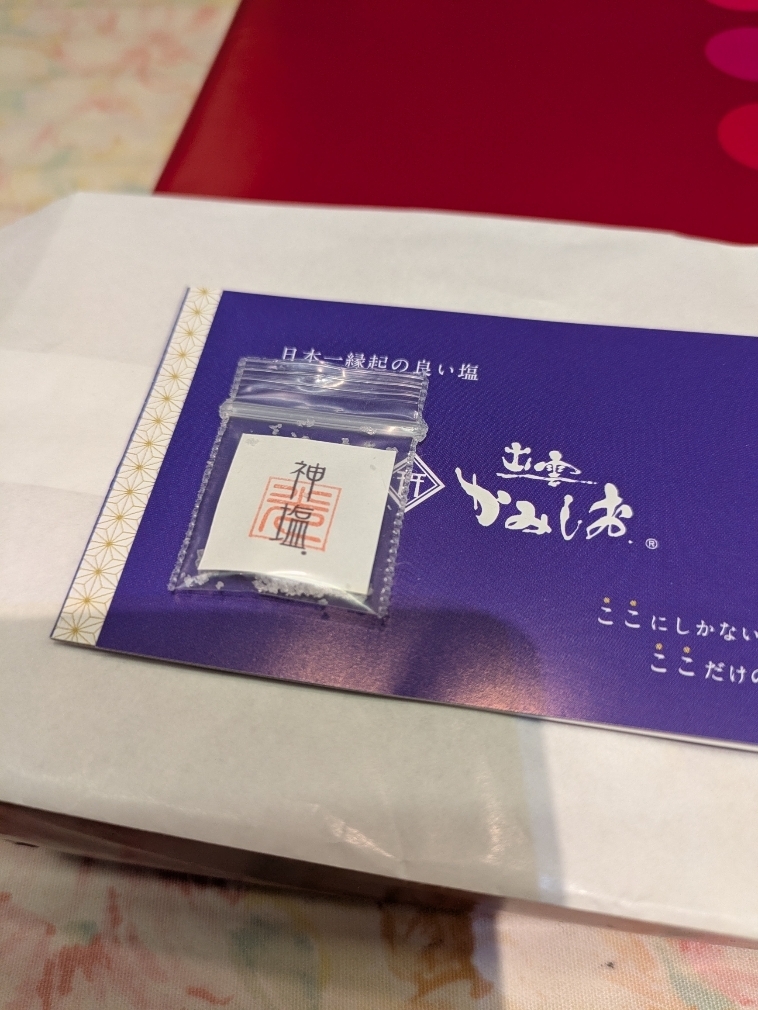 日本一縁起の良い塩
出雲
かみしお®
神塩
ここにしかない
ここだけの